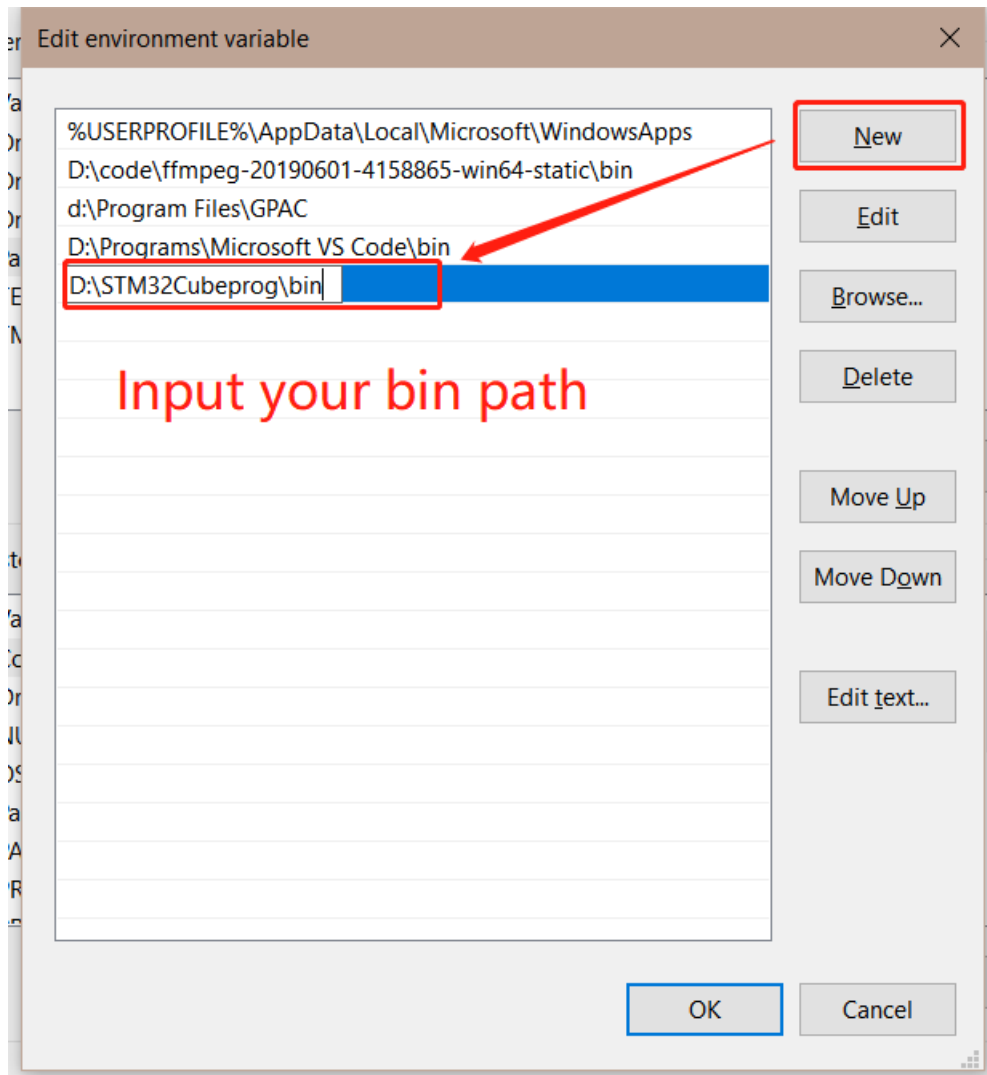 Edit environment variable
%USERPROFILE%\AppData\Local\Microsoft\WindowsApps
New
D:\code\ffmpeg-20190601-4158865-win64-static\bin
d:\Program Files\GPAC
Edit
D:\Programs\Microsoft VS Code\bin
D:\STM32Cubeprog\bin
Browse...
Input your bin path
Delete
Move Up
Move Down
Edit text...
OK
Cancel